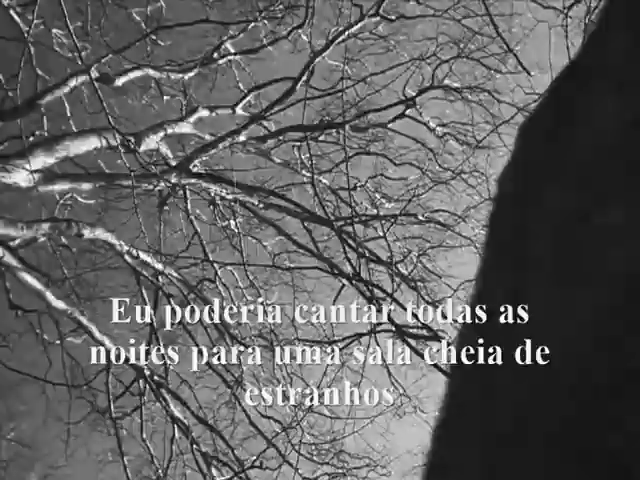 Eu poderia cantar todas as
noites para uma sala cheia de
estranhos